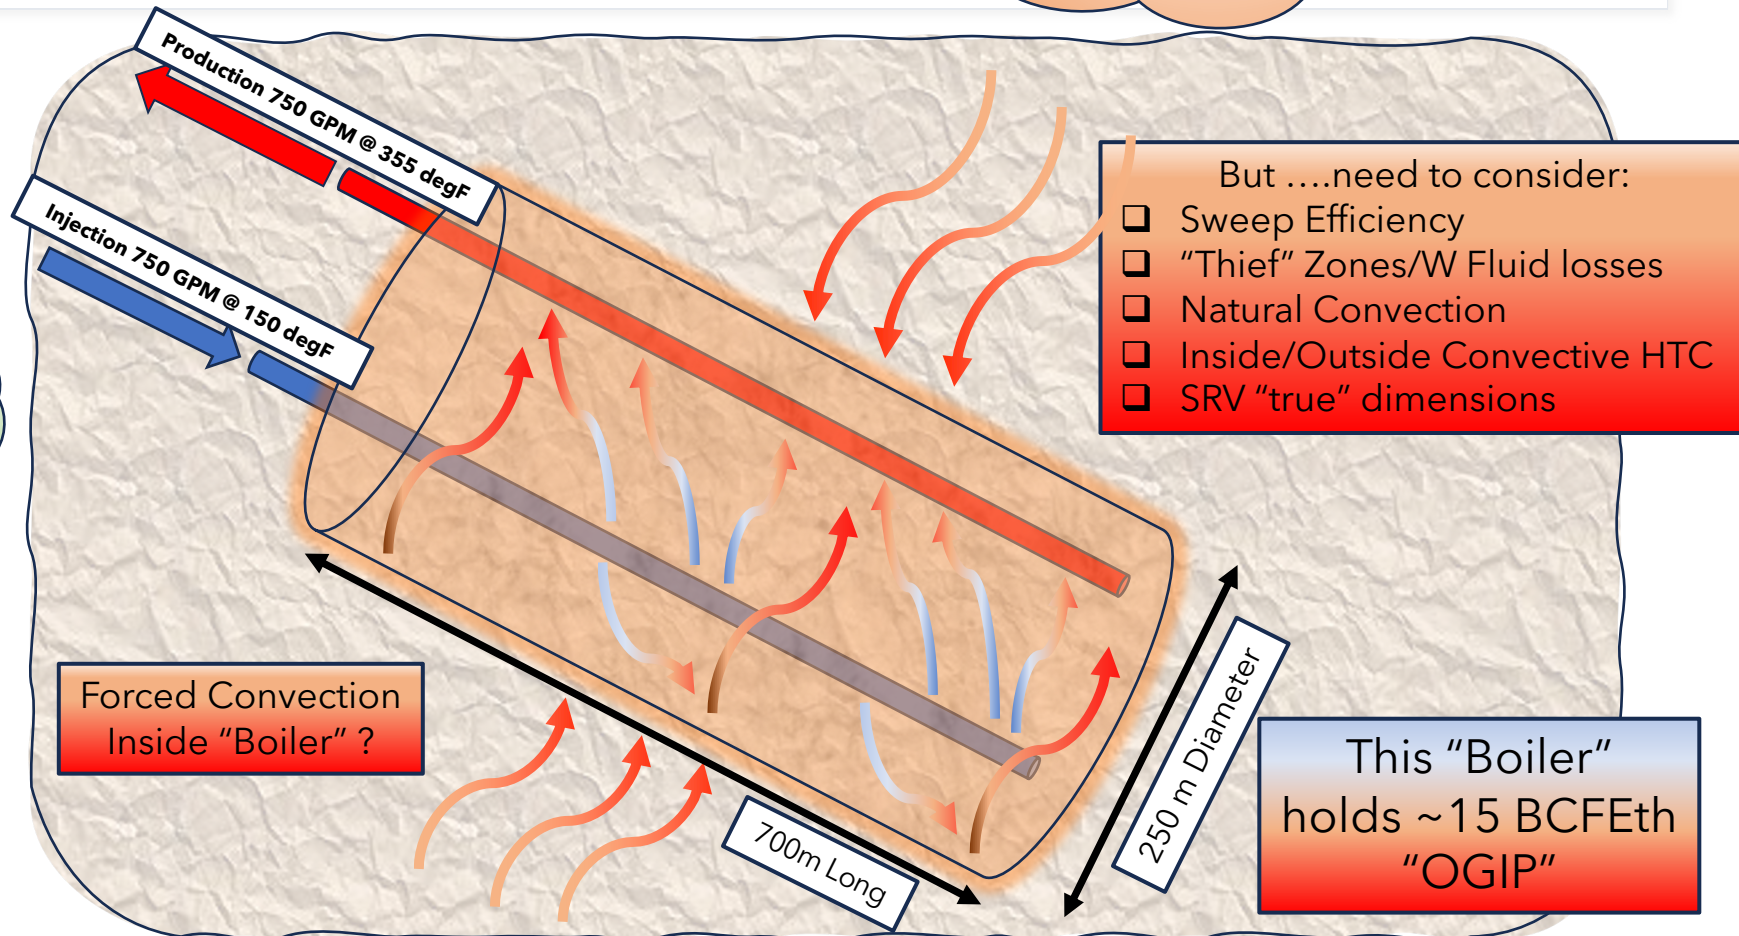 Production 750 GPM @ 355 degF
Injection 750 GPM @ 150 degF
But ....need to consider:
❑ Sweep Efficiency
❑ “Thief” Zones/W Fluid losses
❑ Natural Convection
❑ Inside/Outside Convective HTC
❑ SRV “true” dimensions
Forced Convection
Inside “Boiler” ?
700m Long
250 m Diameter
This “Boiler”
holds ~15 BCFEth
“OGIP”